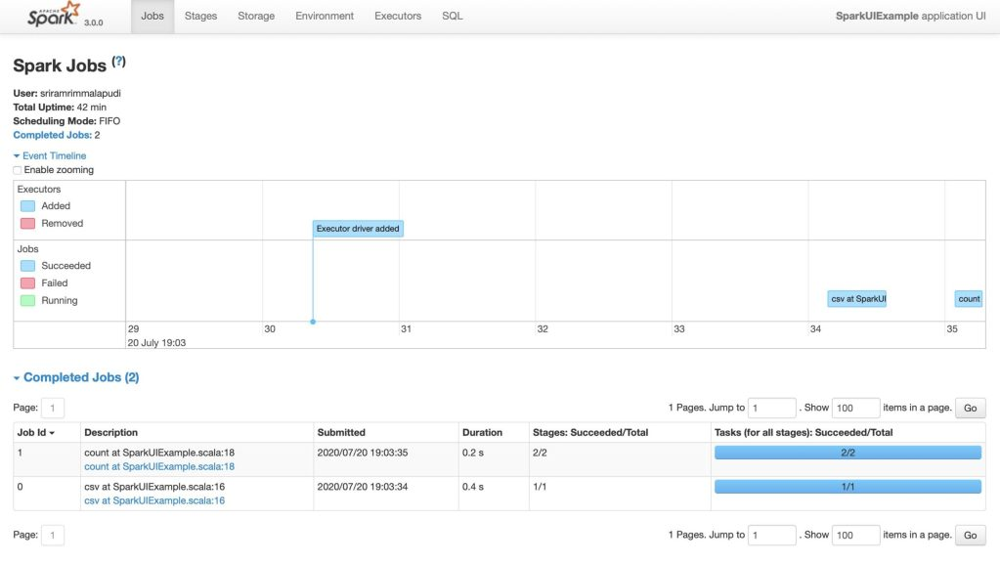 APACHE
Spark 3.0.0 Jobs Stages Storage Environment Executors SQL SparkUIExample application UI
Spark Jobs (?)
User: sriramrimmalapudi
Total Uptime: 42 min
Scheduling Mode: FIFO
Completed Jobs: 2
Event Timeline
Enable zooming
Executors
Added
Removed
Executor driver added
Jobs
Succeeded
Failed
Running
csv at SparkUI
count
29 30 31 32 33 34 35
20 July 19:03
Completed Jobs (2)
Page: 1 1 Pages. Jump to 1 . Show 100 items in a page. Go
Job Id Description Submitted Duration Stages: Succeeded/Total Tasks (for all stages): Succeeded/Total
1 count at SparkUIExample.scala:18 2020/07/20 19:03:35 0.2 s 2/2 2/2
count at SparkUIExample.scala:18
0 csv at SparkUIExample.scala:16 2020/07/20 19:03:34 0.4 s 1/1 1/1
csv at SparkUIExample.scala:16
Page: 1 1 Pages. Jump to 1 . Show 100 items in a page. Go